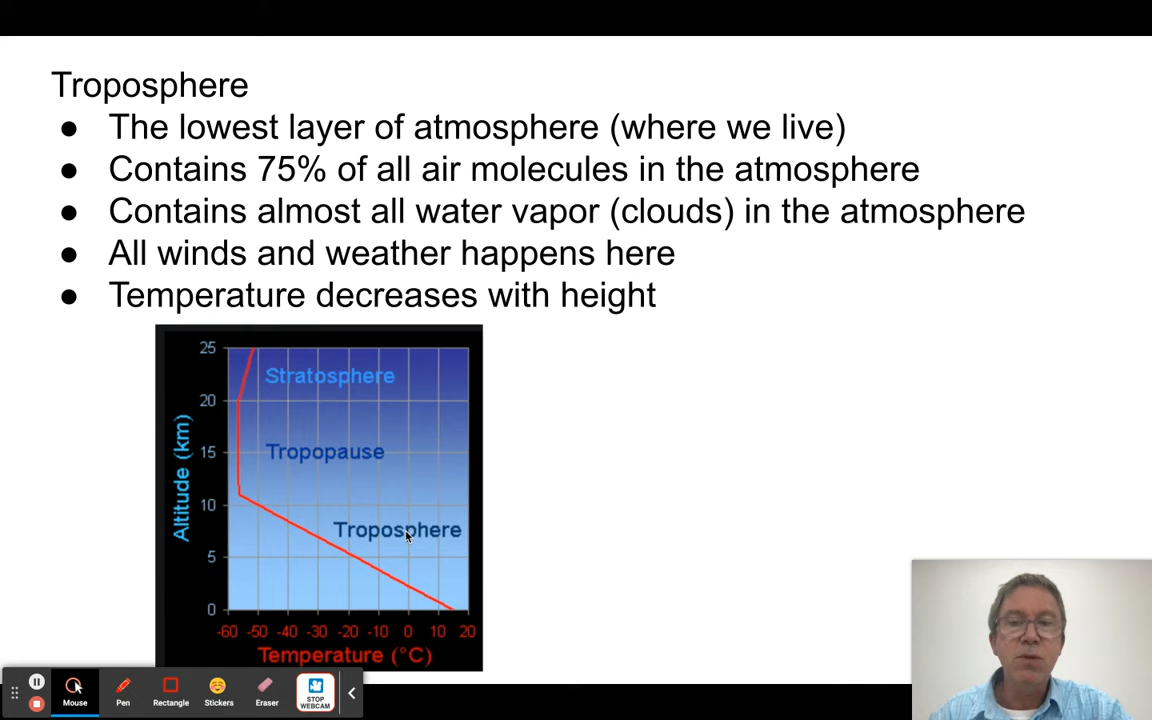 Troposphere
● The lowest layer of atmosphere (where we live)
● Contains 75% of all air molecules in the atmosphere
● Contains almost all water vapor (clouds) in the atmosphere
● All winds and weather happens here
● Temperature decreases with height
25
Stratosphere
20
Tropopause
15
Altitude (km)
10
Troposphere
5
0
-60 -50 -40 -30 -20 -10 0 10 20
Temperature (°C)
Mouse Pen Rectangle Stickers Eraser STOP WEBCAM